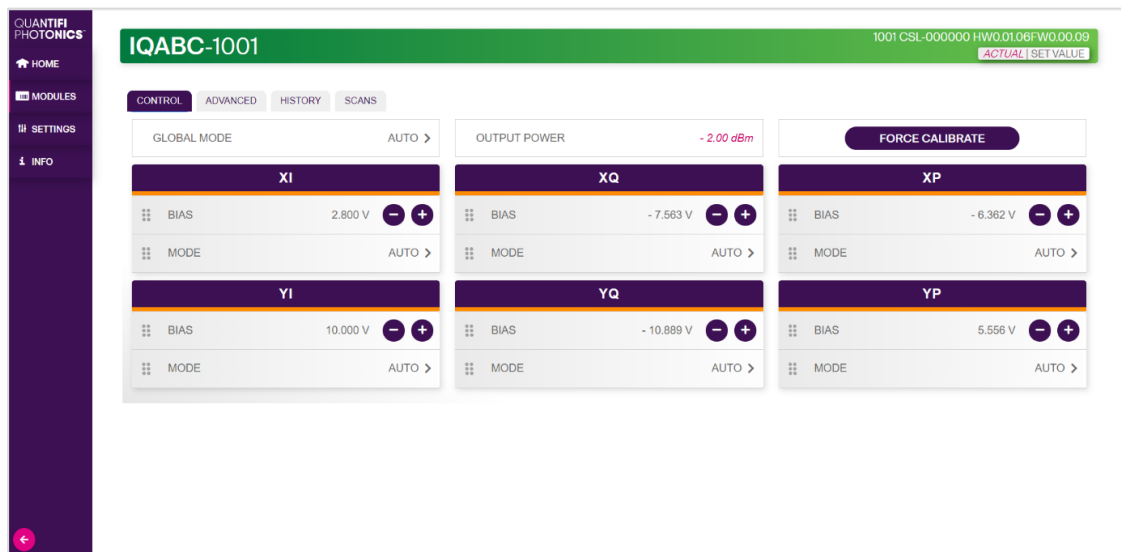 QUANTIFI
PHOTONICS
HOME
MODULES
SETTINGS
INFO
IQABC-1001
1001 CSL-000000 HW0.01.06FW0.00.09
ACTUAL | SET VALUE
CONTROL ADVANCED HISTORY SCANS
GLOBAL MODE AUTO OUTPUT POWER - 2.00 dBm FORCE CALIBRATE
XI XQ XP
BIAS 2.800 V BIAS - 7.563 V BIAS - 6.362 V
MODE AUTO MODE AUTO MODE AUTO
YI YQ YP
BIAS 10.000 V BIAS - 10.889 V BIAS 5.556 V
MODE AUTO MODE AUTO MODE AUTO